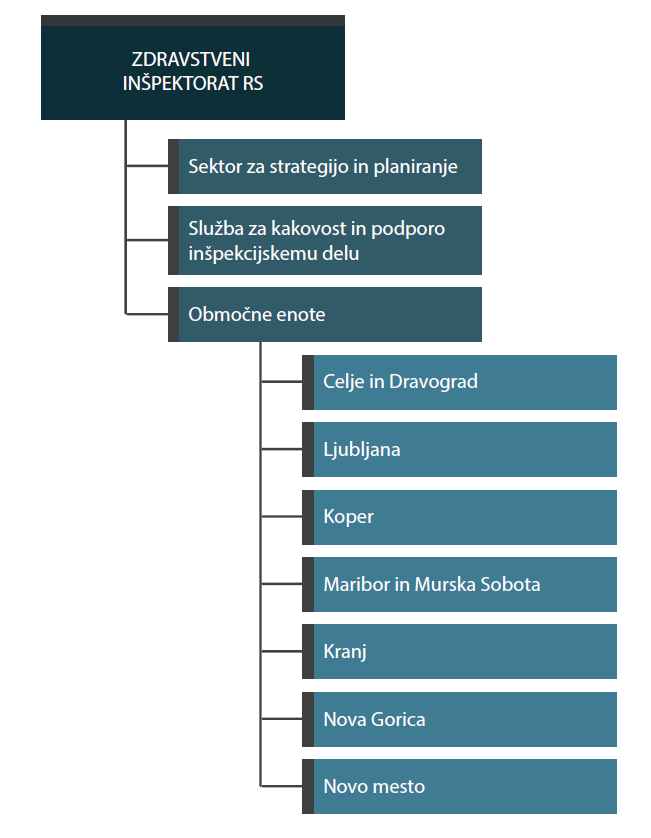 ZDRAVSTVENI
INŠPEKTORAT RS
Sektor za strategijo in planiranje
Služba za kakovost in podporo
inšpekcijskemu delu
Območne enote
Celje in Dravograd
Ljubljana
Koper
Maribor in Murska Sobota
Kranj
Nova Gorica
Novo mesto